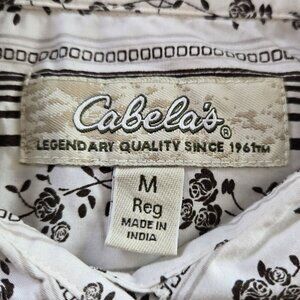 Cabela's®
LEGENDARY QUALITY SINCE 1961™
M
Reg
MADE IN
INDIA